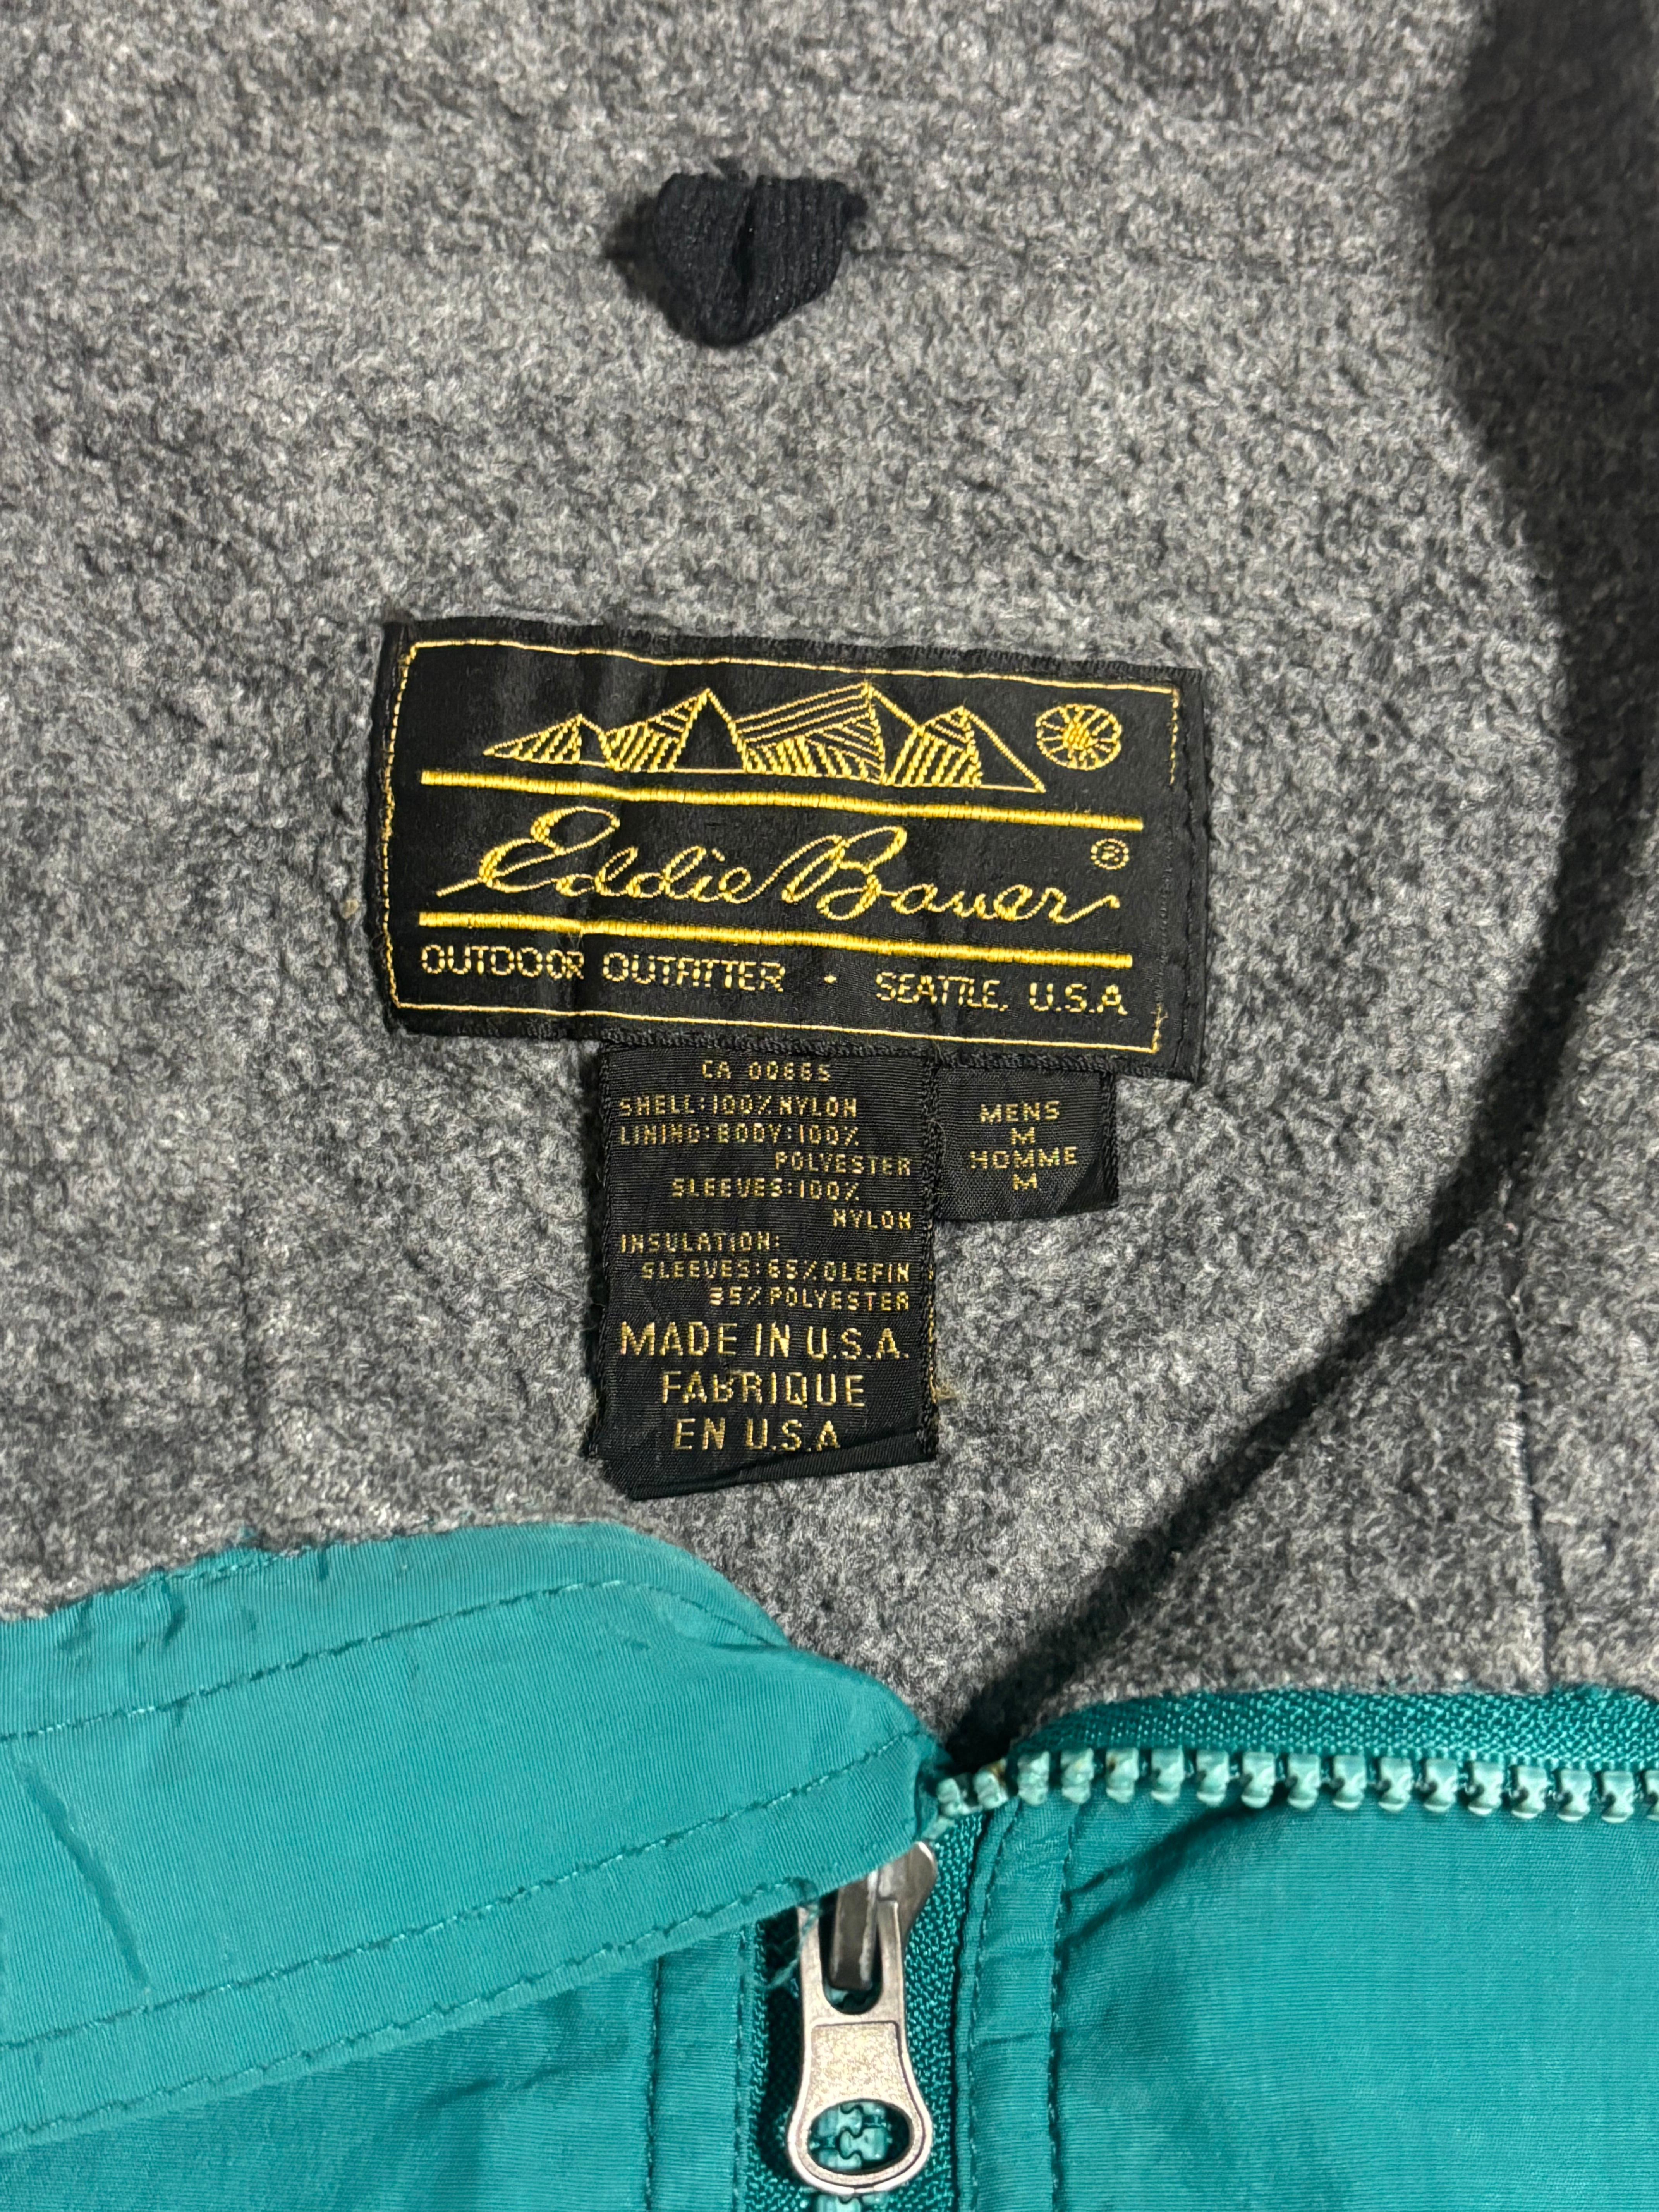 Eddie Bauer ®
OUTDOOR OUTFITTER • SEATTLE, U.S.A
CA 00665
SHELL:100% NYLON
LINING:BODY:100%
POLYESTER
SLEEVES:100%
NYLON
INSULATION:
SLEEVES:65% OLEFIN
35% POLYESTER
MADE IN U.S.A.
FABRIQUE
EN U.S.A
MENS
M
HOMME
M